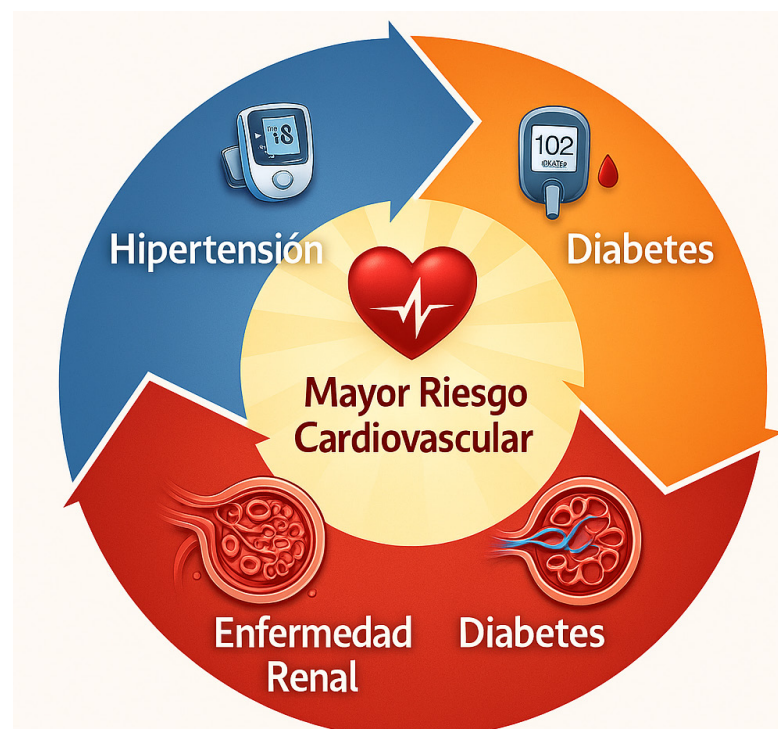 Hipertensión
102
Diabetes
Mayor Riesgo
Cardiovascular
Enfermedad
Renal
Diabetes